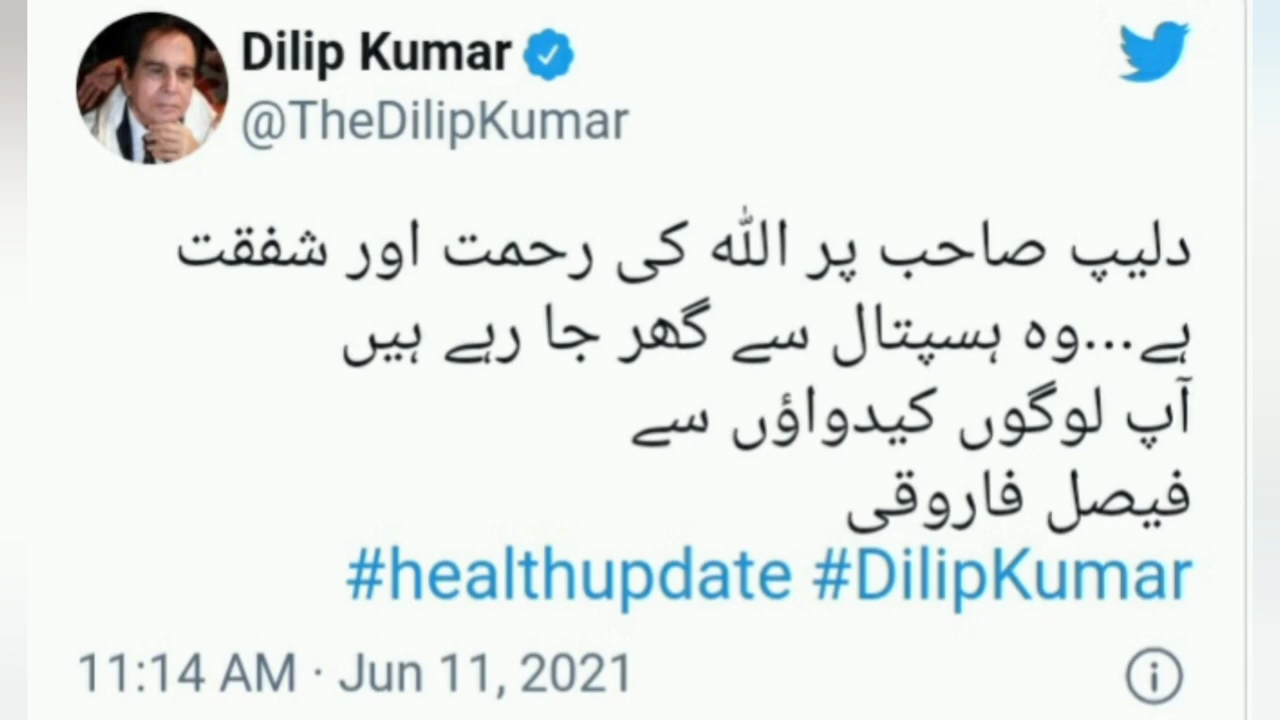 Dilip Kumar
@TheDilipKumar
دلیپ صاحب پر اللہ کی رحمت اور شفقت
ہے...وہ ہسپتال سے گھر جا رہے ہیں
آپ لوگوں کیدواؤں سے
فیصل فاروقی
#healthupdate #DilipKumar
11:14 AM · Jun 11, 2021